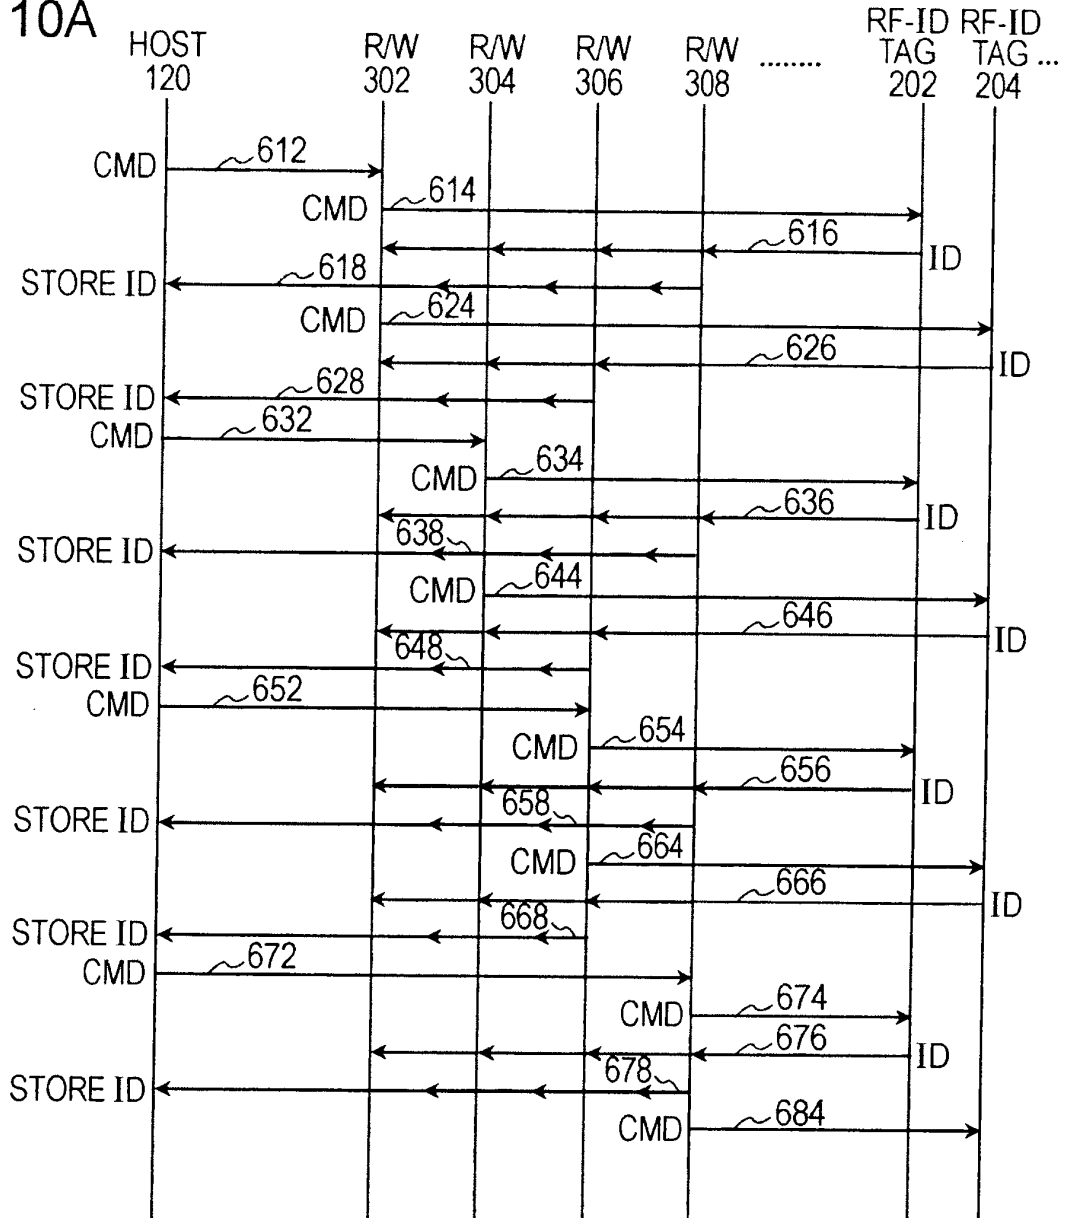 10A
HOST
120
R/W
302
R/W
304
R/W
306
R/W
308
........
RF-ID
TAG
202
RF-ID
TAG ...
204
CMD 612
CMD 614
616 ID
STORE ID 618
CMD 624
626 ID
STORE ID 628
CMD 632
CMD 634
636 ID
STORE ID 638
CMD 644
646 ID
STORE ID 648
CMD 652
CMD 654
656 ID
STORE ID 658
CMD 664
666 ID
STORE ID 668
CMD 672
CMD 674
676 ID
STORE ID 678
CMD 684